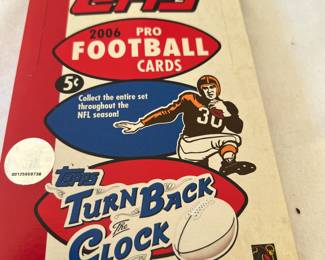 2006 PRO
FOOTBALL
CARDS
5¢
Collect the entire set
throughout the
NFL season!
30
TOPPS
TURN BACK
The
CLOCK